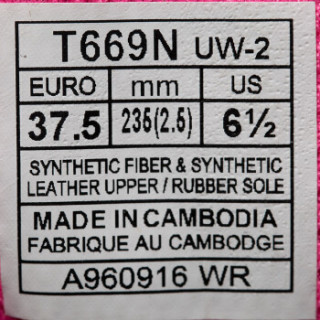 T669N UW-2
EURO mm US
37.5 235(2.5) 6½
SYNTHETIC FIBER & SYNTHETIC
LEATHER UPPER / RUBBER SOLE
MADE IN CAMBODIA
FABRIQUE AU CAMBODGE
A960916 WR